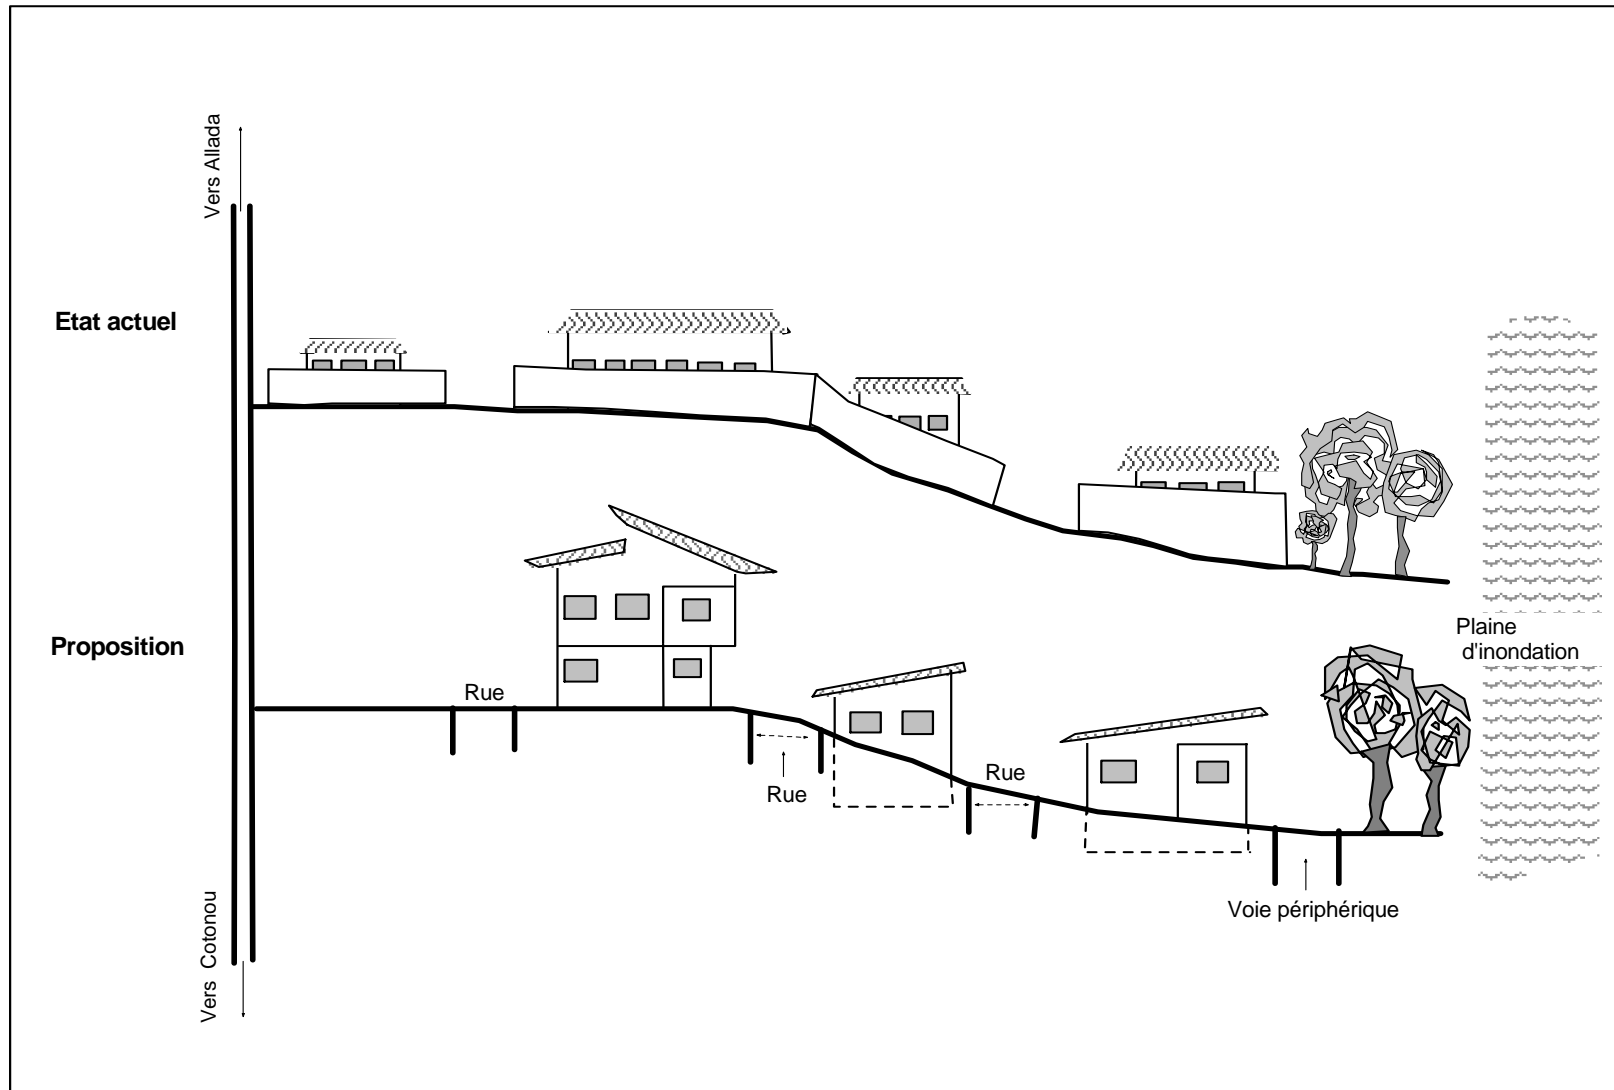 Vers Allada
Etat actuel
Plaine
d'inondation
Proposition
Rue
Rue
Rue
Voie périphérique
Vers Cotonou